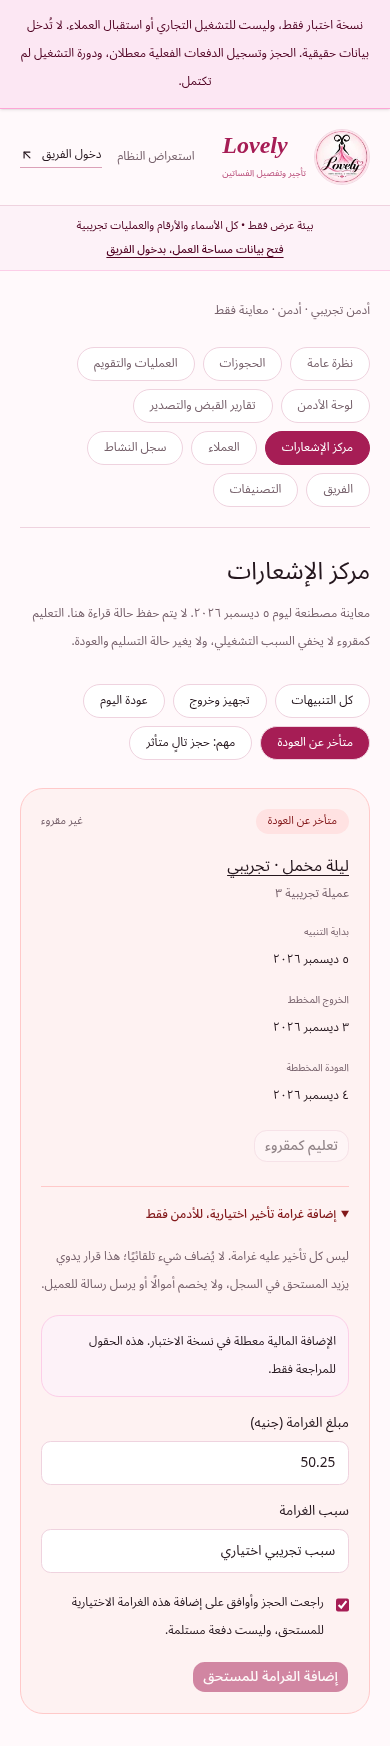 نسخة اختبار فقط، وليست للتشغيل التجاري أو استقبال العملاء. لا تُدخل
بيانات حقيقية. الحجز وتسجيل الدفعات الفعلية معطلان، ودورة التشغيل لم
تكتمل.
Lovely
Lovely
تأجير وتفصيل الفساتين
استعراض النظام
دخول الفريق ↖
بيئة عرض فقط • كل الأسماء والأرقام والعمليات تجريبية
فتح بيانات مساحة العمل، بدخول الفريق
أدمن تجريبي · أدمن · معاينة فقط
نظرة عامة
الحجوزات
العمليات والتقويم
لوحة الأدمن
تقارير القبض والتصدير
مركز الإشعارات
العملاء
سجل النشاط
الفريق
التصنيفات
مركز الإشعارات
معاينة مصطنعة ليوم ٥ ديسمبر ٢٠٢٦. لا يتم حفظ حالة قراءة هنا. التعليم
كمقروء لا يخفي السبب التشغيلي، ولا يغير حالة التسليم والعودة.
كل التنبيهات
تجهيز وخروج
عودة اليوم
متأخر عن العودة
مهم: حجز تالٍ متأثر
متأخر عن العودة
غير مقروء
ليلة مخمل · تجريبي
عميلة تجريبية ٣
بداية التنبيه
٥ ديسمبر ٢٠٢٦
الخروج المخطط
٣ ديسمبر ٢٠٢٦
العودة المخططة
٤ ديسمبر ٢٠٢٦
تعليم كمقروء
▼ إضافة غرامة تأخير اختيارية، للأدمن فقط
ليس كل تأخير عليه غرامة. لا يُضاف شيء تلقائيًا؛ هذا قرار يدوي
يزيد المستحق في السجل، ولا يخصم أموالًا أو يرسل رسالة للعميل.
الإضافة المالية معطلة في نسخة الاختبار. هذه الحقول
للمراجعة فقط.
مبلغ الغرامة (جنيه)
50.25
سبب الغرامة
سبب تجريبي اختياري
راجعت الحجز وأوافق على إضافة هذه الغرامة الاختيارية
للمستحق، وليست دفعة مستلمة.
إضافة الغرامة للمستحق